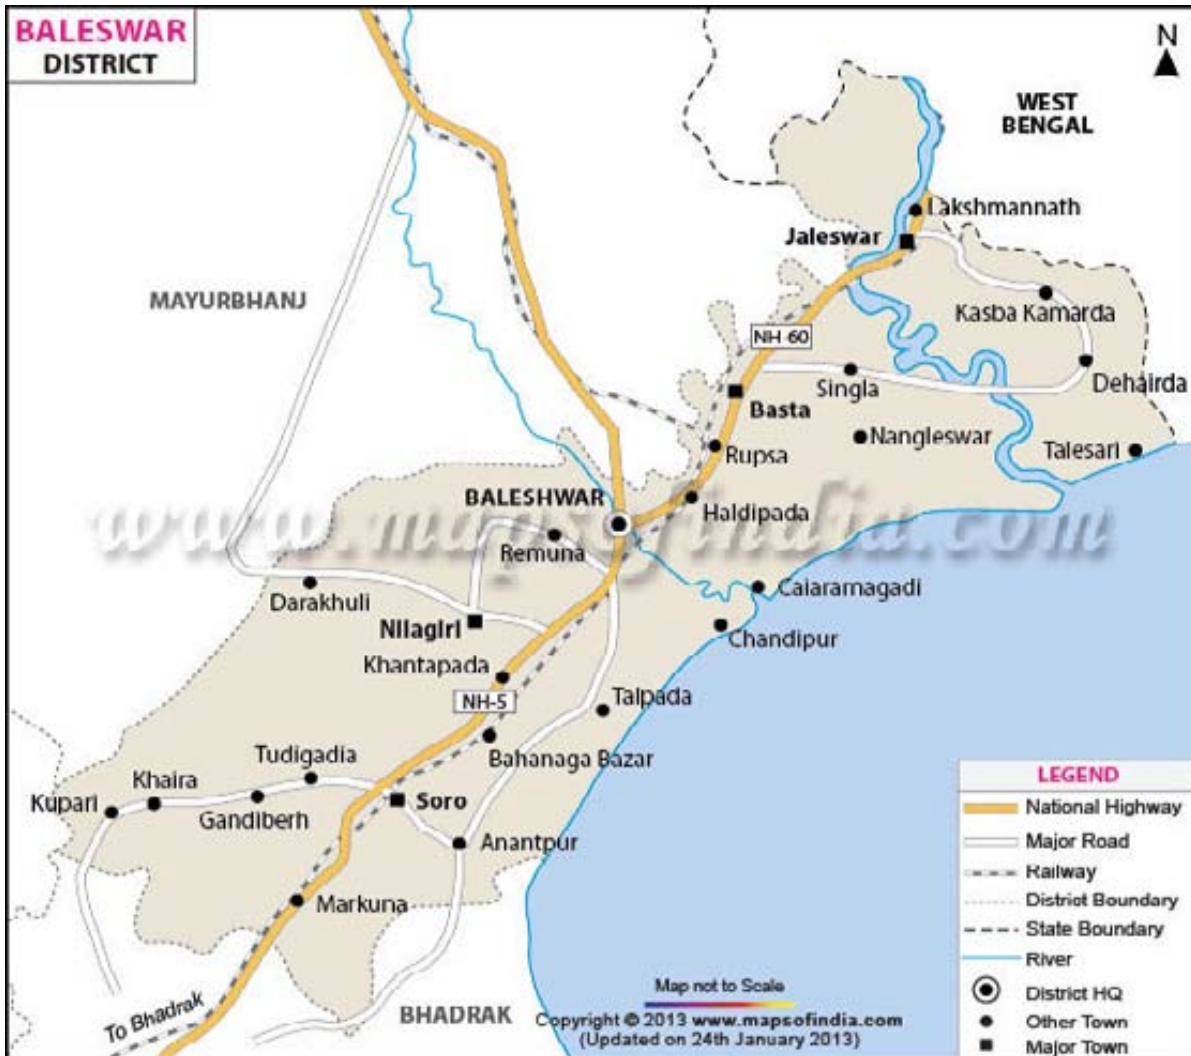 BALESWAR
DISTRICT
N
WEST
BENGAL
Lakshmannath
Jaleswar
MAYURBHANJ
Kasba Kamarda
NH-60
Singla
Dehairda
Basta
Nangleswar
Talesari
Rupsa
BALESHWAR
Haldipada
www.mapsofindia.com
Remuna
Darakhuli
Caiararnagadi
Nilagiri
Chandipur
Khantapada
NH-5
Talpada
Tudigadia
Bahanaga Bazar
Khaira
Kupari
Soro
Gandiberh
Anantpur
Markuna
To Bhadrak
BHADRAK
LEGEND
National Highway
Major Road
Railway
District Boundary
State Boundary
River
District HQ
Other Town
Major Town
Map not to Scale
Copyright © 2013 www.mapsofindia.com
(Updated on 24th January 2013)